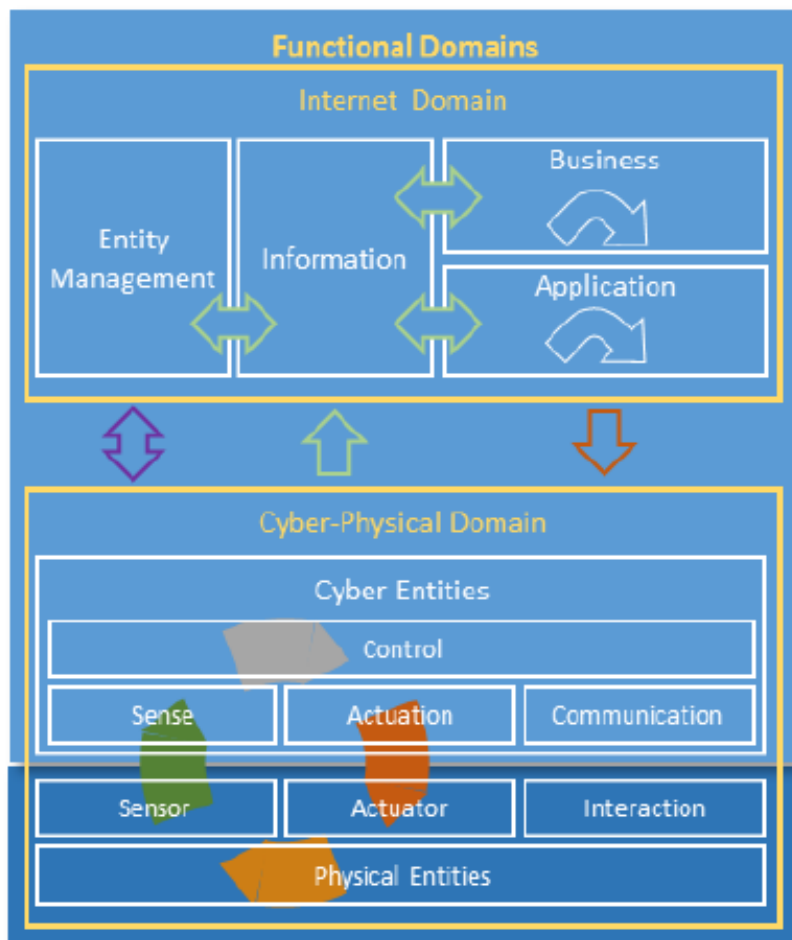 Functional Domains
Internet Domain
Entity
Management
Information
Business
Application
Cyber-Physical Domain
Cyber Entities
Control
Sense
Actuation
Communication
Sensor
Actuator
Interaction
Physical Entities